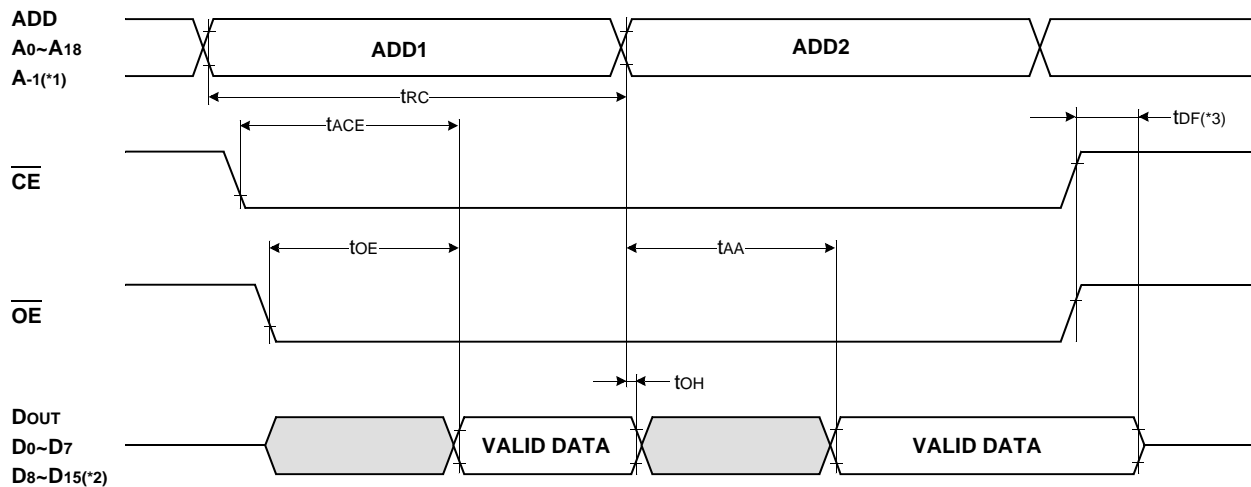 ADD
A0~A18
A-1(*1)
ADD1
ADD2
tRC
tACE
tDF(*3)
CE
tOE
tAA
OE
tOH
DOUT
D0~D7
D8~D15(*2)
VALID DATA
VALID DATA